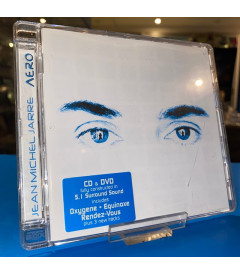 JEAN MICHEL JARRE AERO
CD & DVD
fully constructed in
5.1 Surround Sound
includes
Oxygene • Equinoxe
Rendez-Vous
plus 3 new tracks